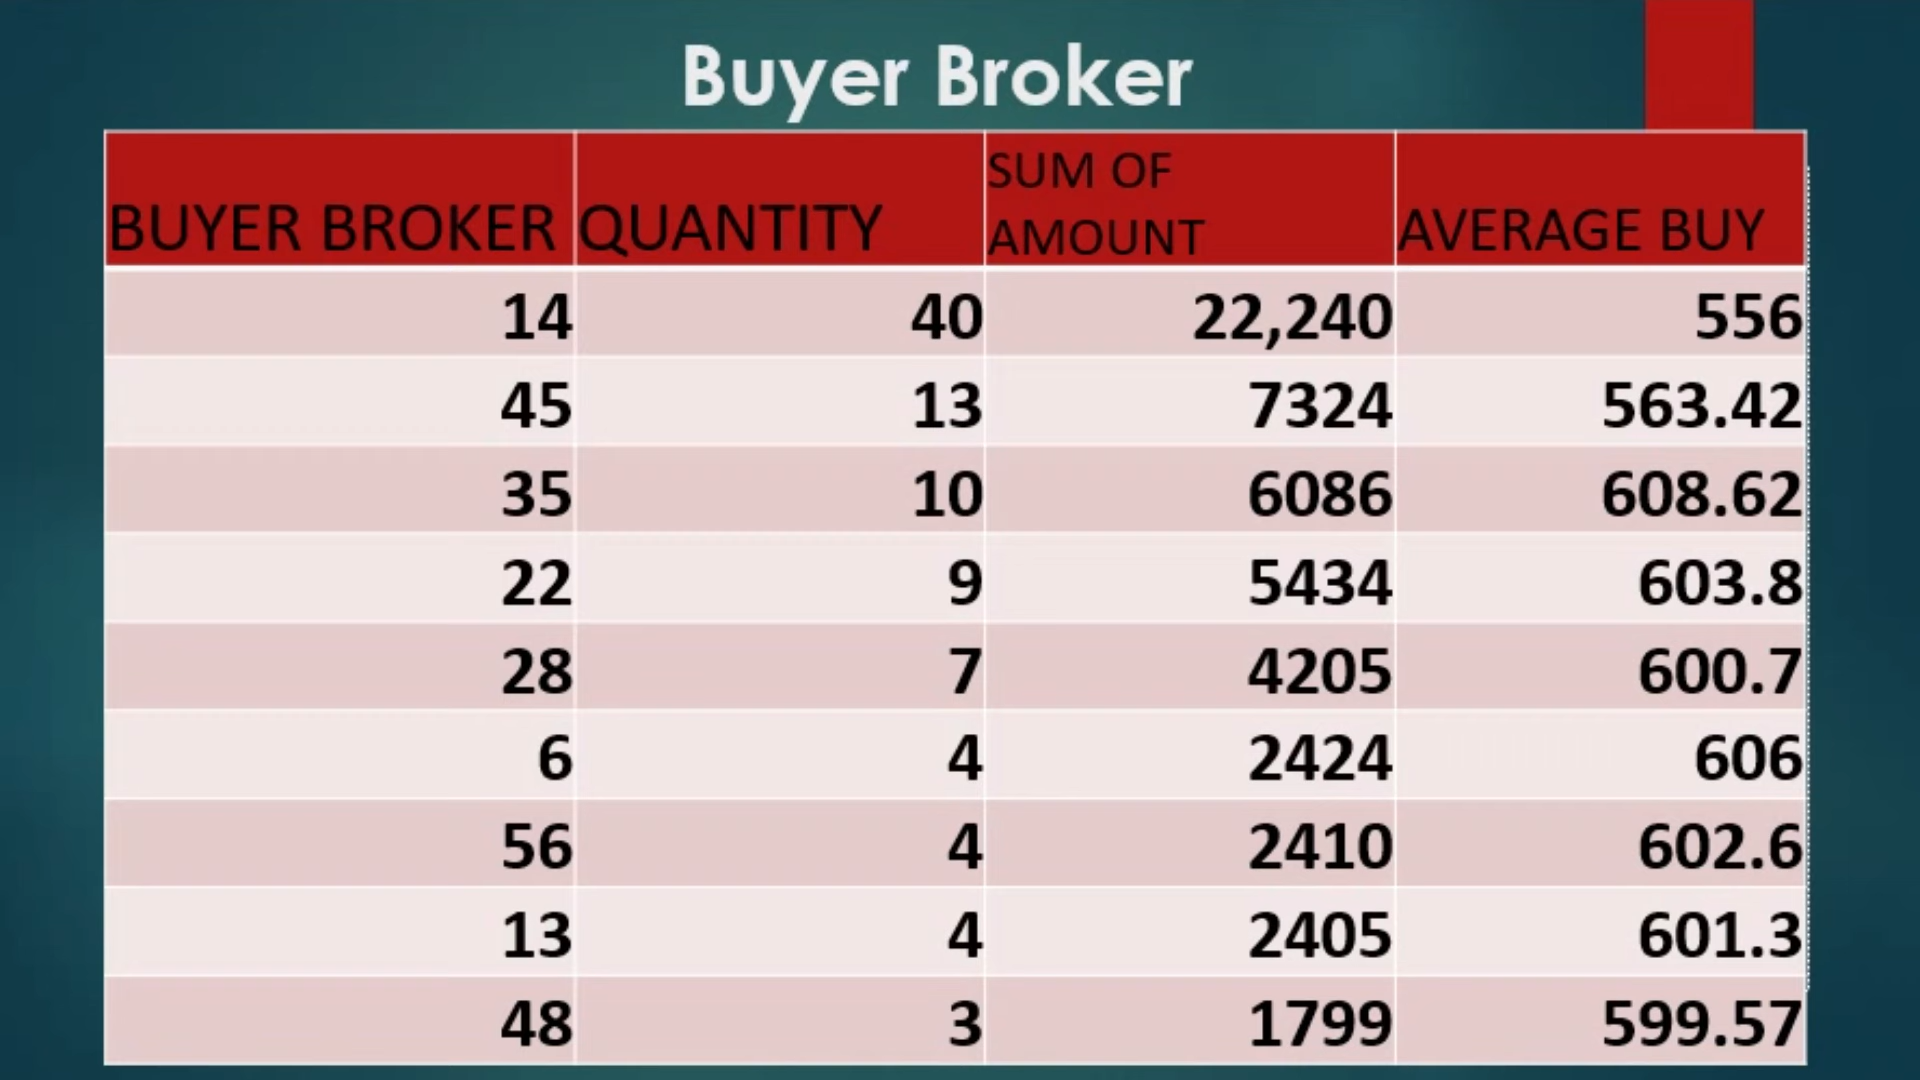 Buyer Broker
BUYER BROKER QUANTITY SUM OF AMOUNT AVERAGE BUY
14 40 22,240 556
45 13 7324 563.42
35 10 6086 608.62
22 9 5434 603.8
28 7 4205 600.7
6 4 2424 606
56 4 2410 602.6
13 4 2405 601.3
48 3 1799 599.57